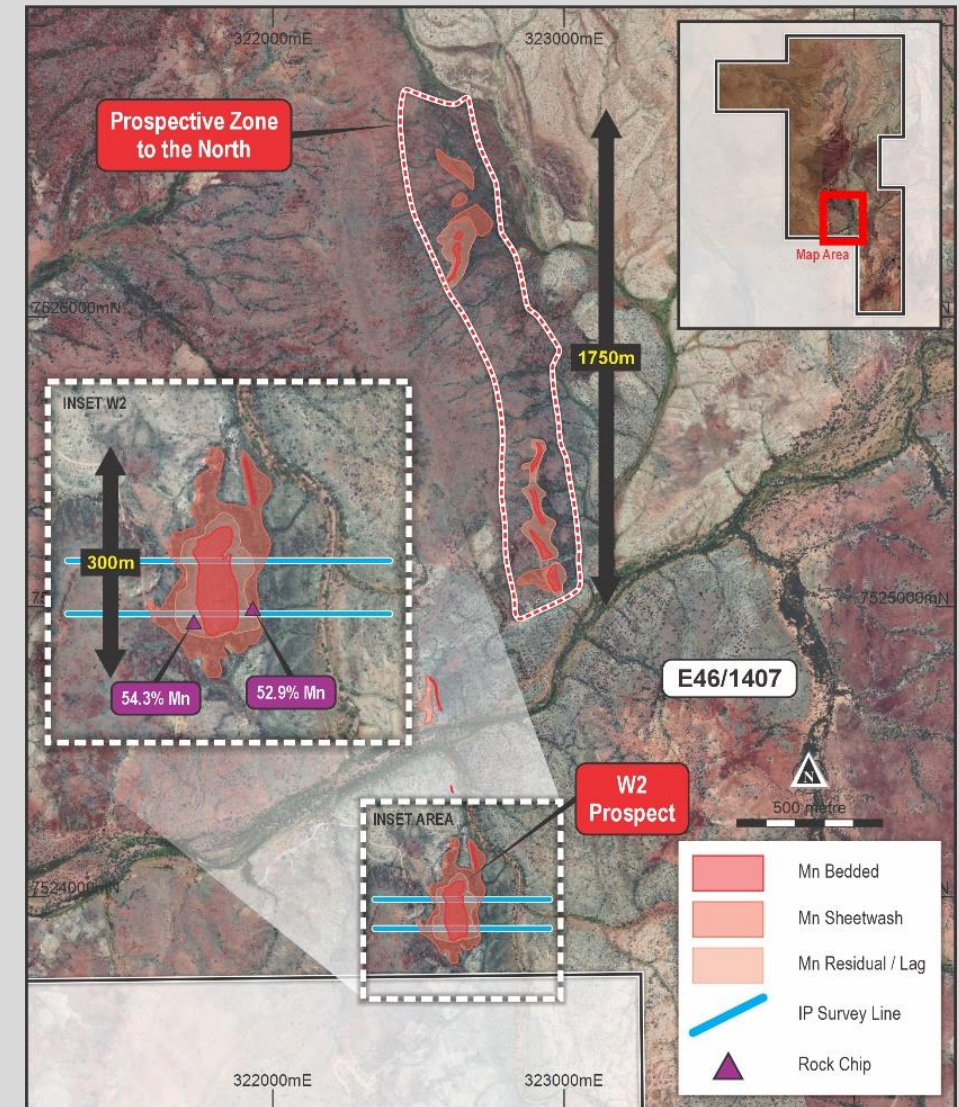 322000mE
323000mE
Prospective Zone
to the North
Map Area
7526000mN
1750m
INSET W2
300m
54.3% Mn
52.9% Mn
75
7525000mN
E46/1407
N
500 metre
W2
Prospect
INSET AREA
7524000mN
Mn Bedded
Mn Sheetwash
Mn Residual / Lag
IP Survey Line
Rock Chip
322000mE
323000mE